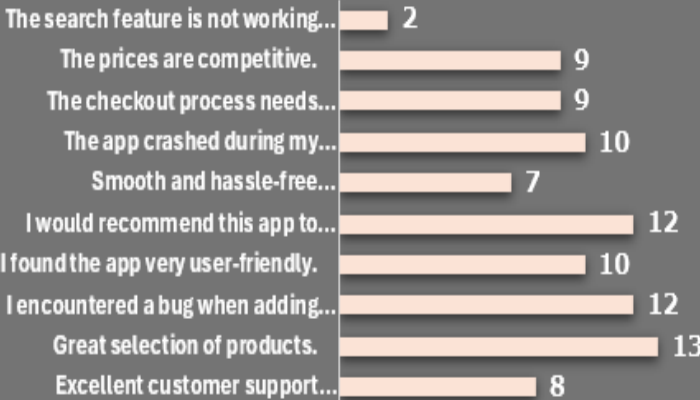 The search feature is not working... 2
The prices are competitive. 9
The checkout process needs... 9
The app crashed during my... 10
Smooth and hassle-free... 7
I would recommend this app to... 12
I found the app very user-friendly. 10
I encountered a bug when adding... 12
Great selection of products. 13
Excellent customer support... 8